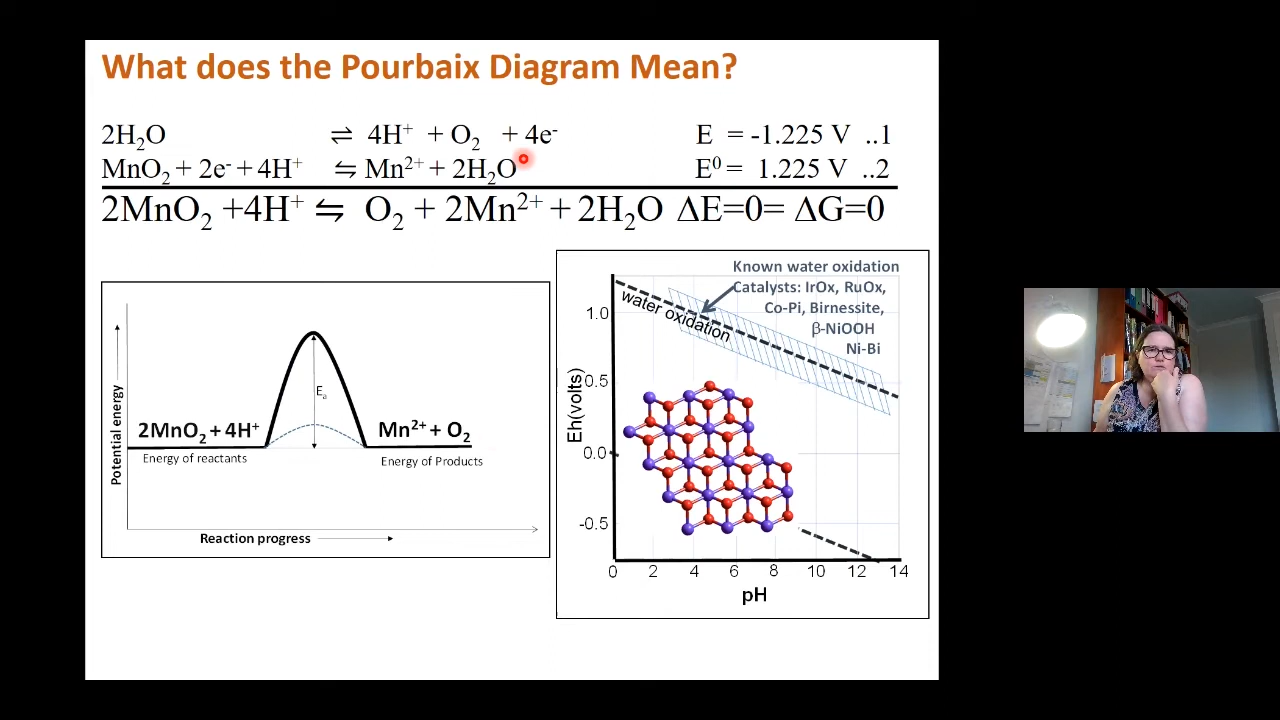 What does the Pourbaix Diagram Mean?
2H₂O ⇌ 4H⁺ + O₂ + 4e⁻ E = -1.225 V ..1
MnO₂ + 2e⁻ + 4H⁺ ⇋ Mn²⁺ + 2H₂O E⁰ = 1.225 V ..2
2MnO₂ +4H⁺ ⇋ O₂ + 2Mn²⁺ + 2H₂O ΔE=0= ΔG=0
Potential energy
Eₐ
2MnO₂ + 4H⁺
Energy of reactants
Mn²⁺ + O₂
Energy of Products
Reaction progress
Known water oxidation
Catalysts: IrOx, RuOx,
Co-Pi, Birnessite,
β-NiOOH
Ni-Bi
water oxidation
Eh(volts)
1.0
0.5
0.0
-0.5
0 2 4 6 8 10 12 14
pH